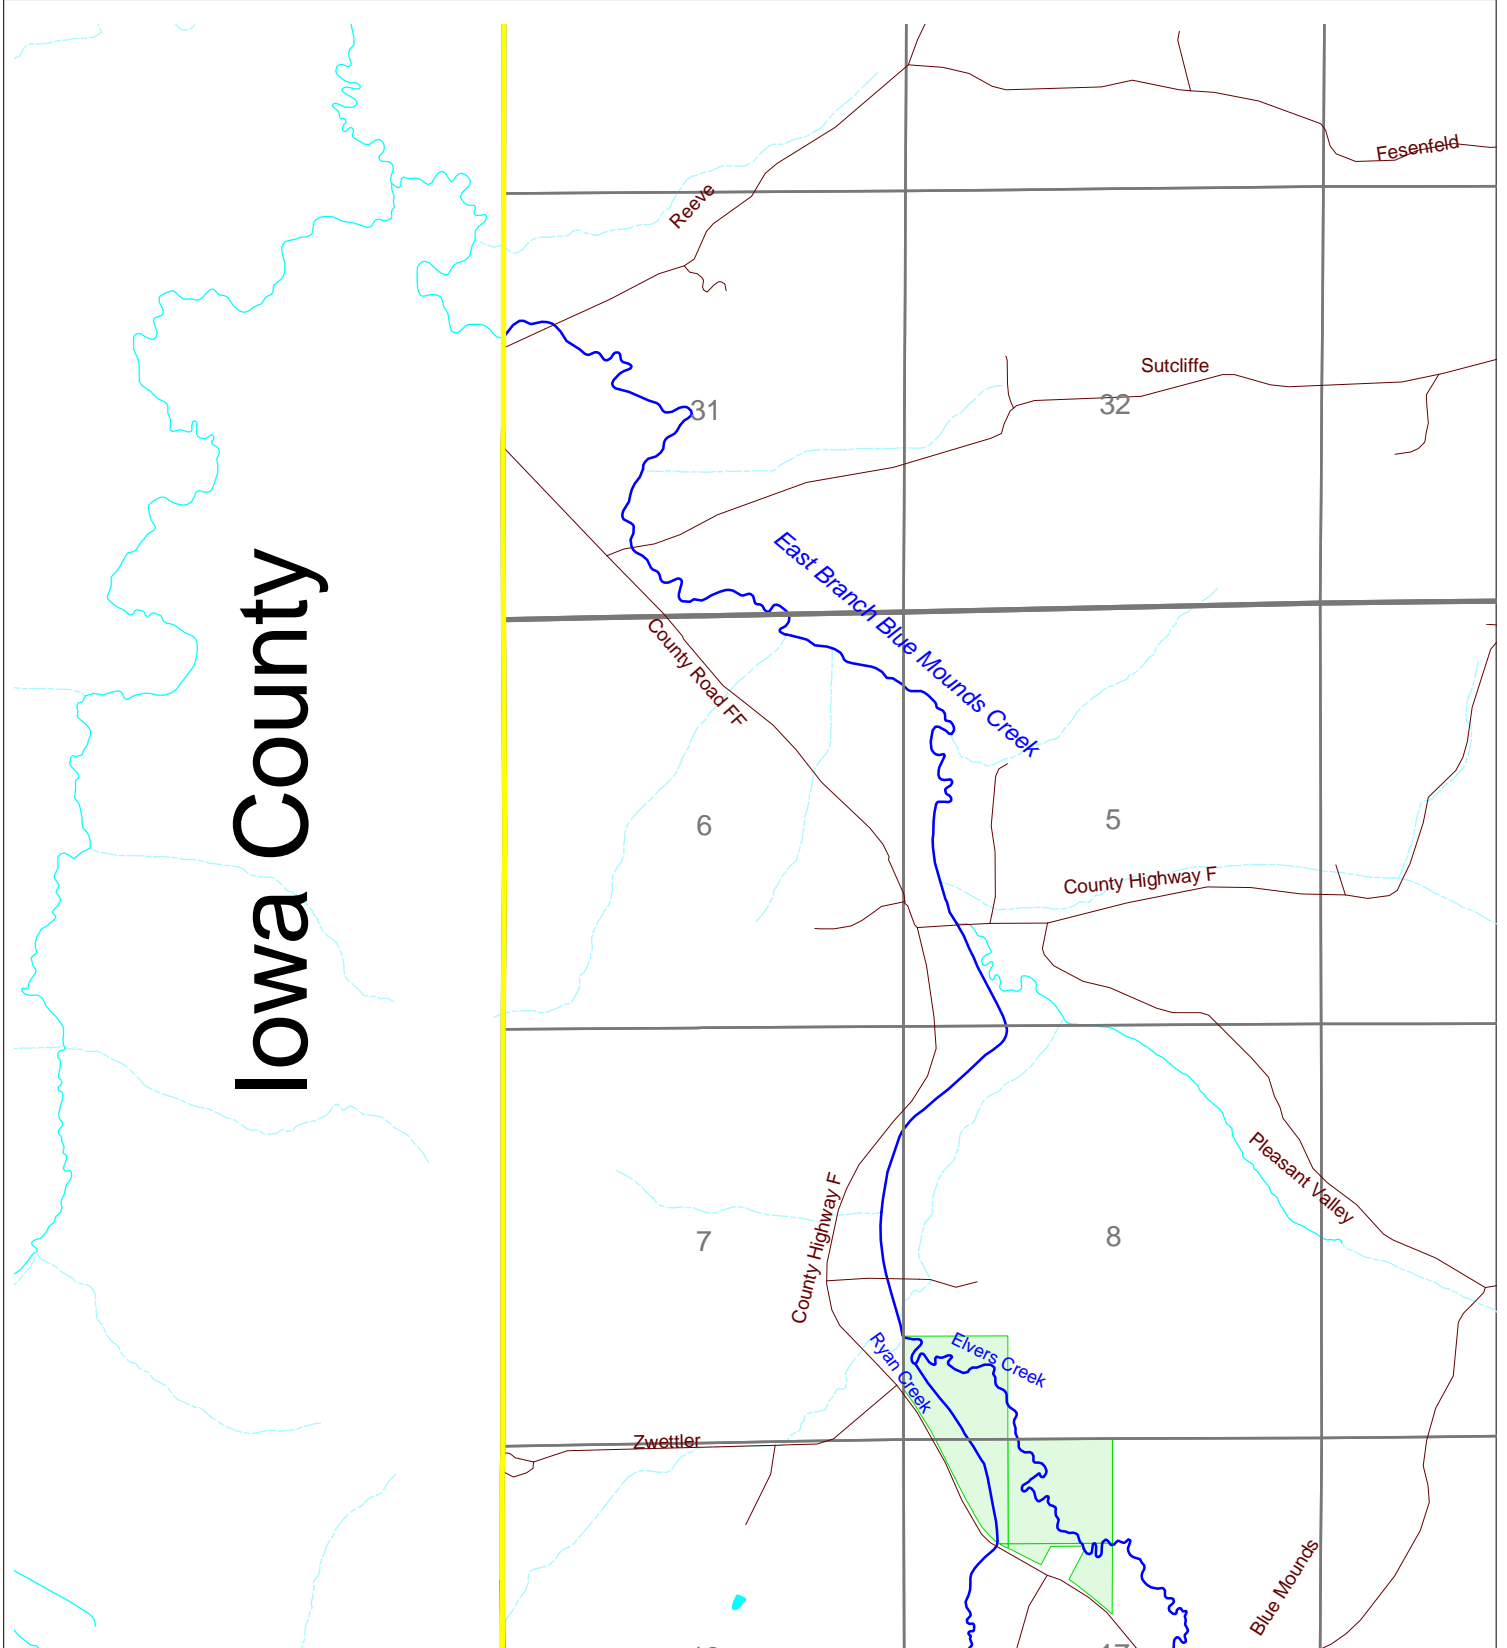 Fesenfeld
Reeve
Sutcliffe
31
32
East Branch Blue Mounds Creek
County Road FF
Iowa County
6
5
County Highway F
Pleasant Valley
County Highway F
7
8
Ryan Creek
Elvers Creek
Zwettler
Blue Mounds